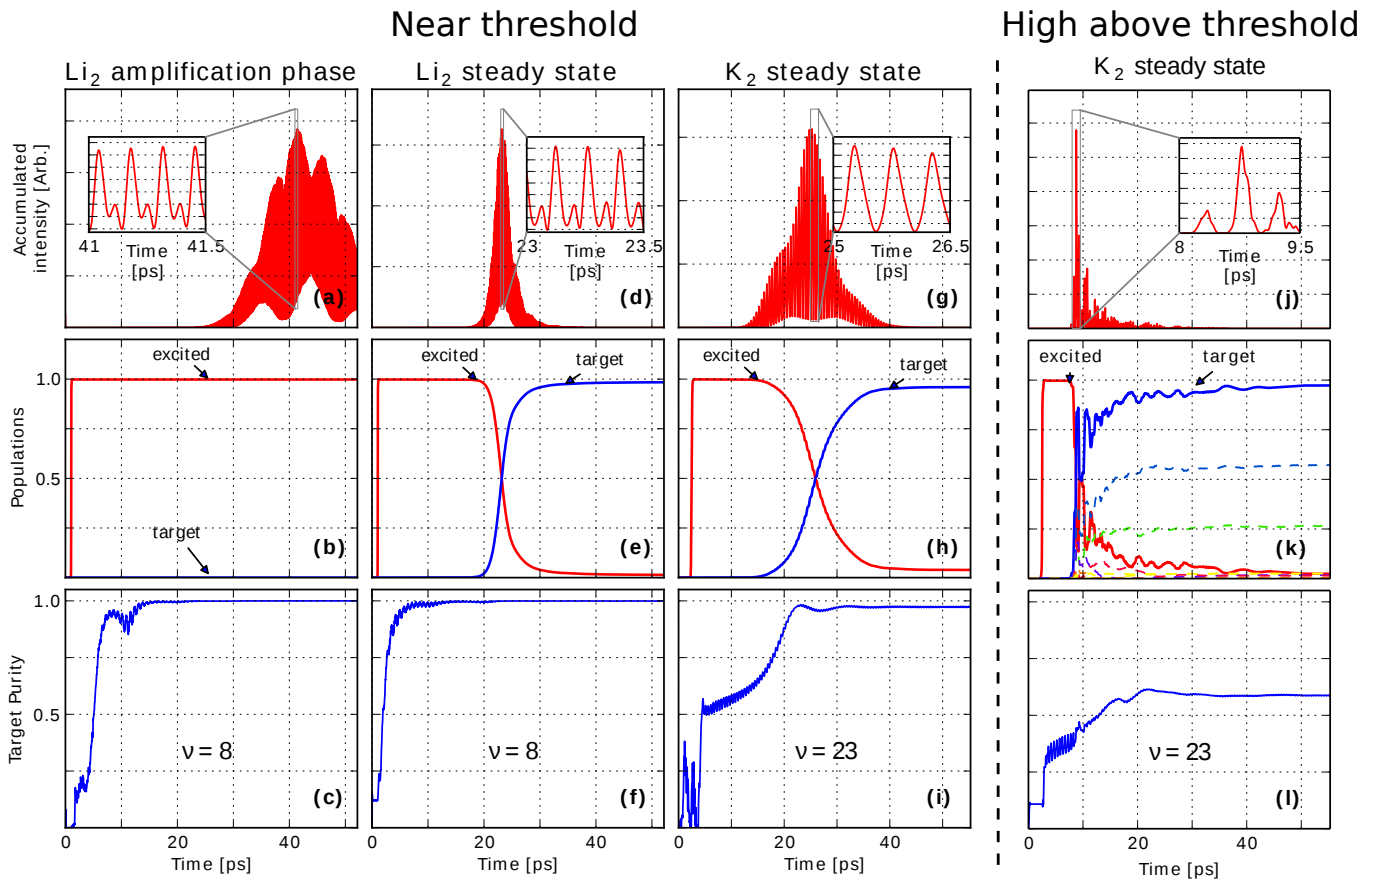 Near threshold
High above threshold
Li2 amplification phase
Li2 steady state
K2 steady state
K2 steady state
Accumulated
intensity [Arb.]
41
41.5
Time
[ps]
(a)
23
23.5
Time
[ps]
(d)
25
26.5
Time
[ps]
(g)
8
9.5
Time
[ps]
(j)
Populations
1.0
0.5
excited
target
(b)
excited
target
(e)
excited
target
(h)
excited
target
(k)
Target Purity
1.0
0.5
ν = 8
(c)
ν = 8
(f)
ν = 23
(i)
ν = 23
(l)
0 20 40
0 20 40
0 20 40
0 20 40
Time [ps]
Time [ps]
Time [ps]
Time [ps]